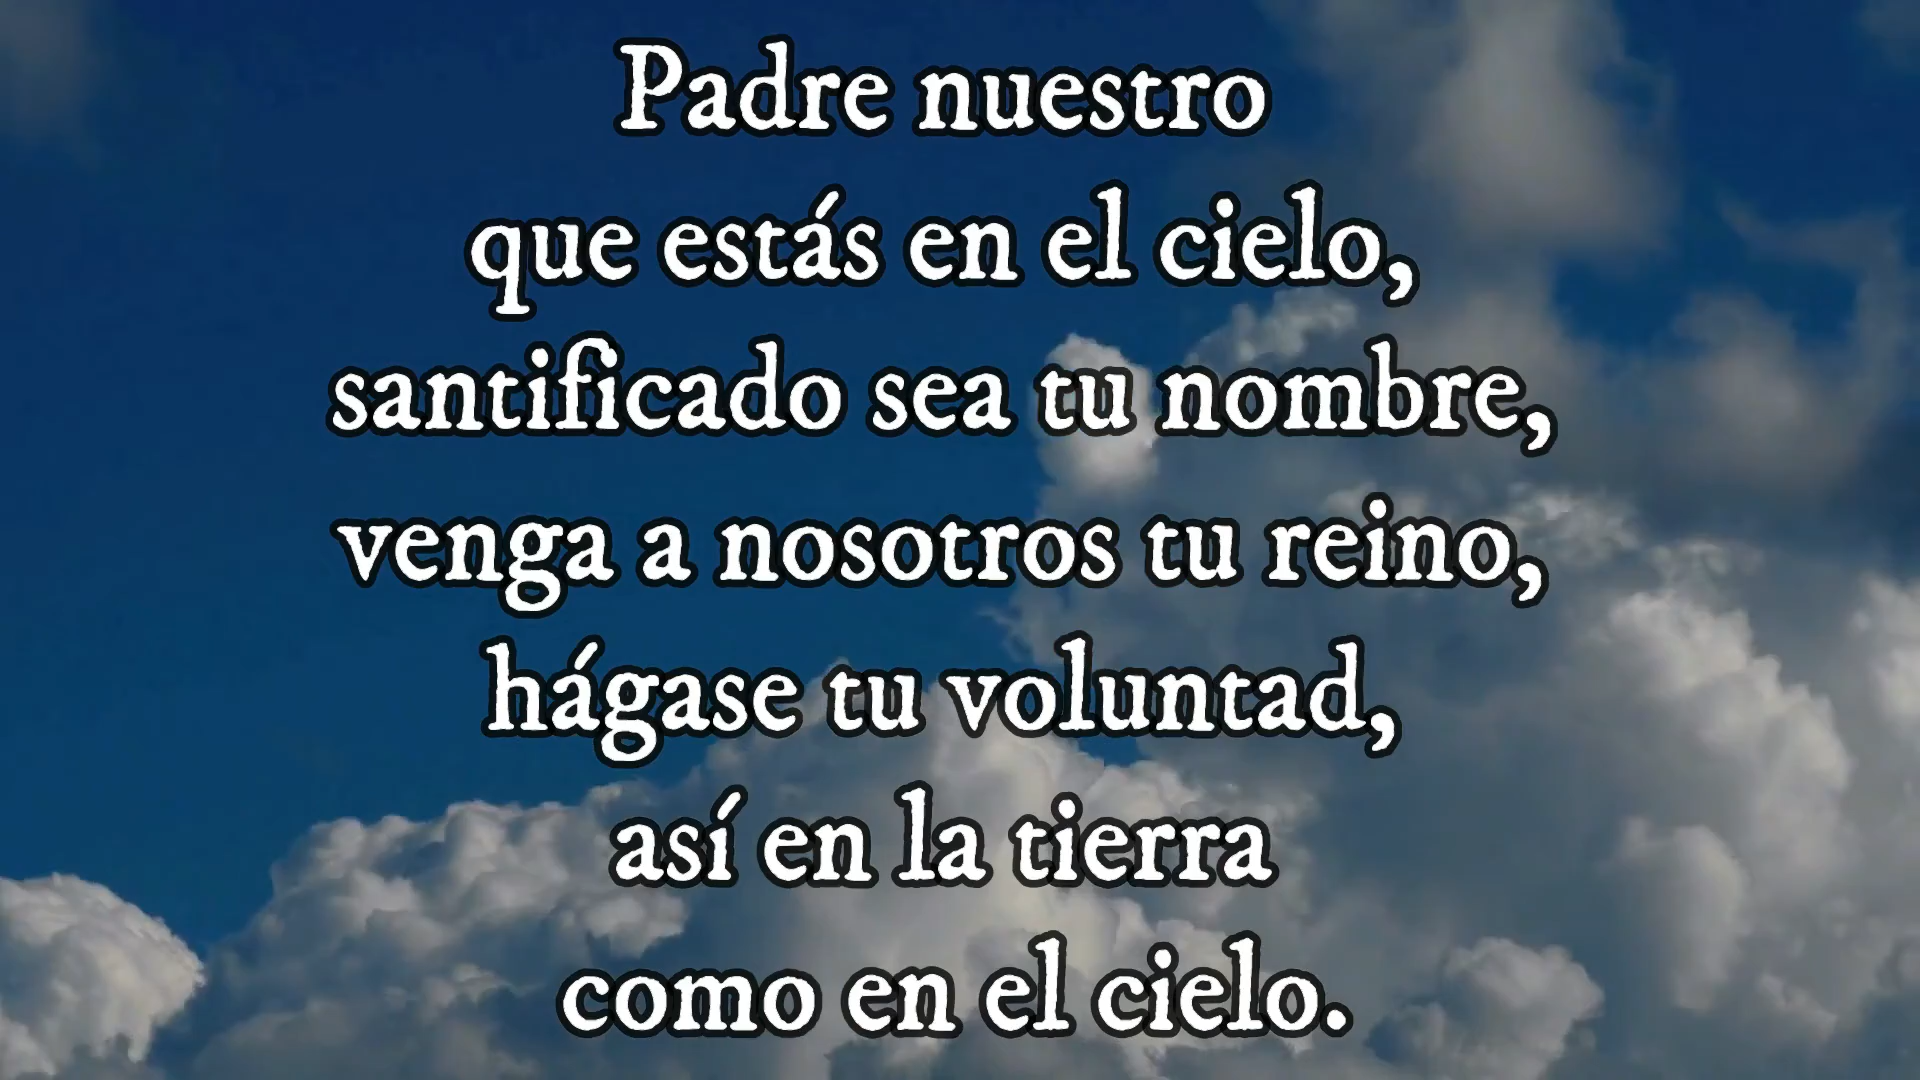 Padre nuestro
que estás en el cielo,
santificado sea tu nombre,
venga a nosotros tu reino,
hágase tu voluntad,
así en la tierra
como en el cielo.